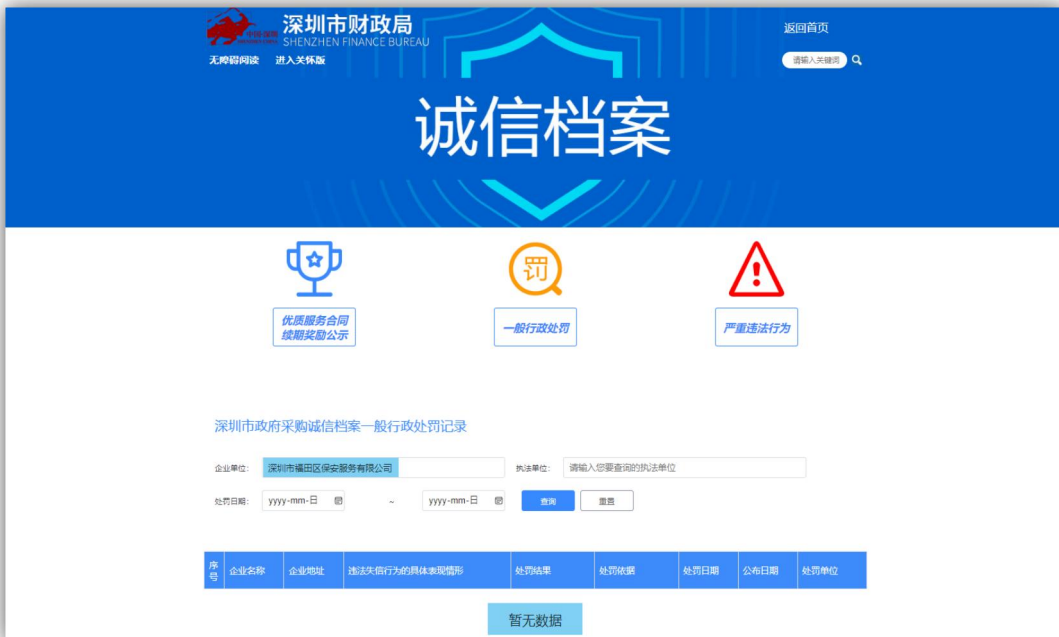 深圳市财政局
SHENZHEN FINANCE BUREAU
返回首页
无障碍阅读 进入关怀版
请输入关键词
诚信档案
罚
优质服务合同
续期奖励公示
一般行政处罚
严重违法行为
深圳市政府采购诚信档案一般行政处罚记录
企业单位: 深圳市福田区保安服务有限公司 执法单位: 请输入您要查询的执法单位
处罚日期: yyyy-mm-日 ~ yyyy-mm-日 查询 重置
序号 企业名称 企业地址 违法失信行为的具体表现情形 处罚结果 处罚依据 处罚日期 公布日期 处罚单位
暂无数据